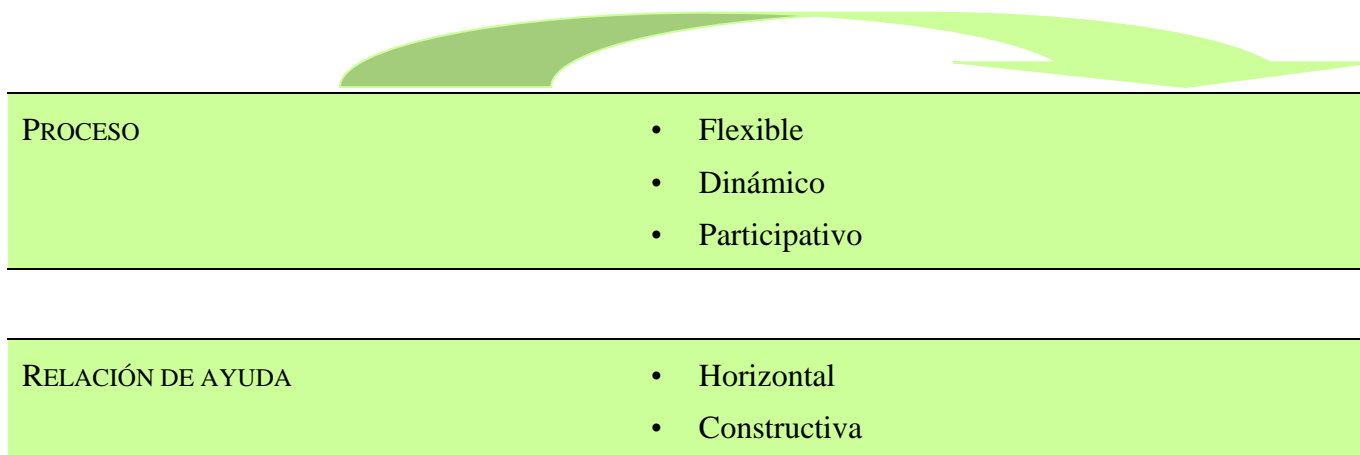 PROCESO • Flexible
• Dinámico
• Participativo
RELACIÓN DE AYUDA • Horizontal
• Constructiva